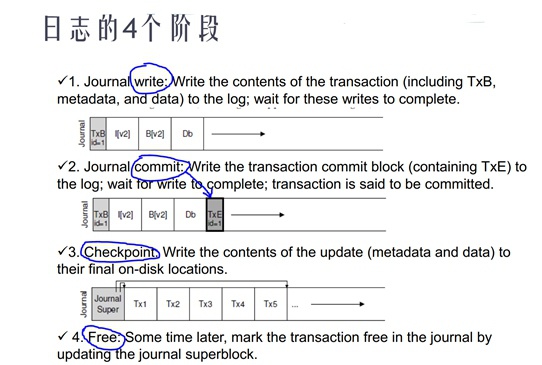 日志的4个阶段
✓1. Journal write: Write the contents of the transaction (including TxB,
metadata, and data) to the log; wait for these writes to complete.
Journal
TxB id=1 I[v2] B[v2] Db
✓2. Journal commit: Write the transaction commit block (containing TxE) to
the log; wait for write to complete; transaction is said to be committed.
Journal
TxB id=1 I[v2] B[v2] Db TxE id=1
✓3. Checkpoint: Write the contents of the update (metadata and data) to
their final on-disk locations.
Journal
Journal Super Tx1 Tx2 Tx3 Tx4 Tx5 ...
✓ 4. Free: Some time later, mark the transaction free in the journal by
updating the journal superblock.